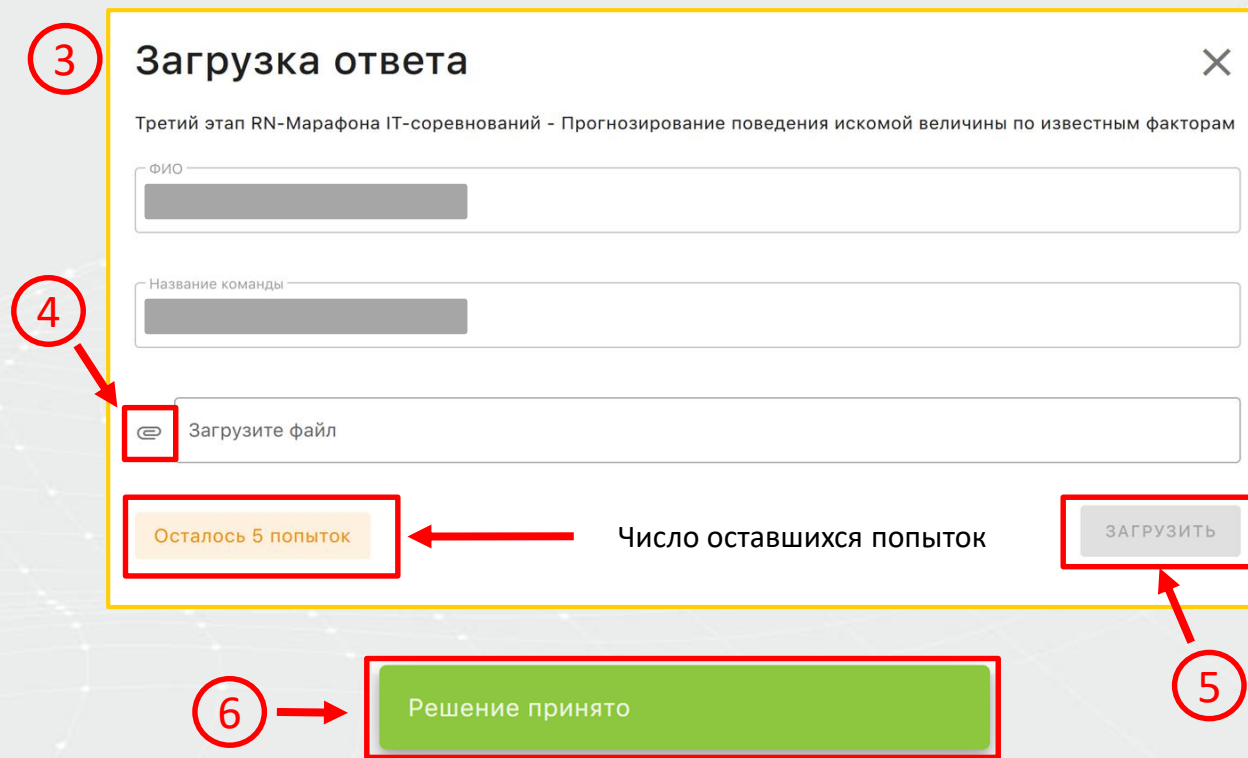 3
Загрузка ответа
Третий этап RN-Марафона IT-соревнований - Прогнозирование поведения искомой величины по известным факторам
ФИО
Название команды
4
Загрузите файл
Осталось 5 попыток
Число оставшихся попыток
ЗАГРУЗИТЬ
5
6
Решение принято